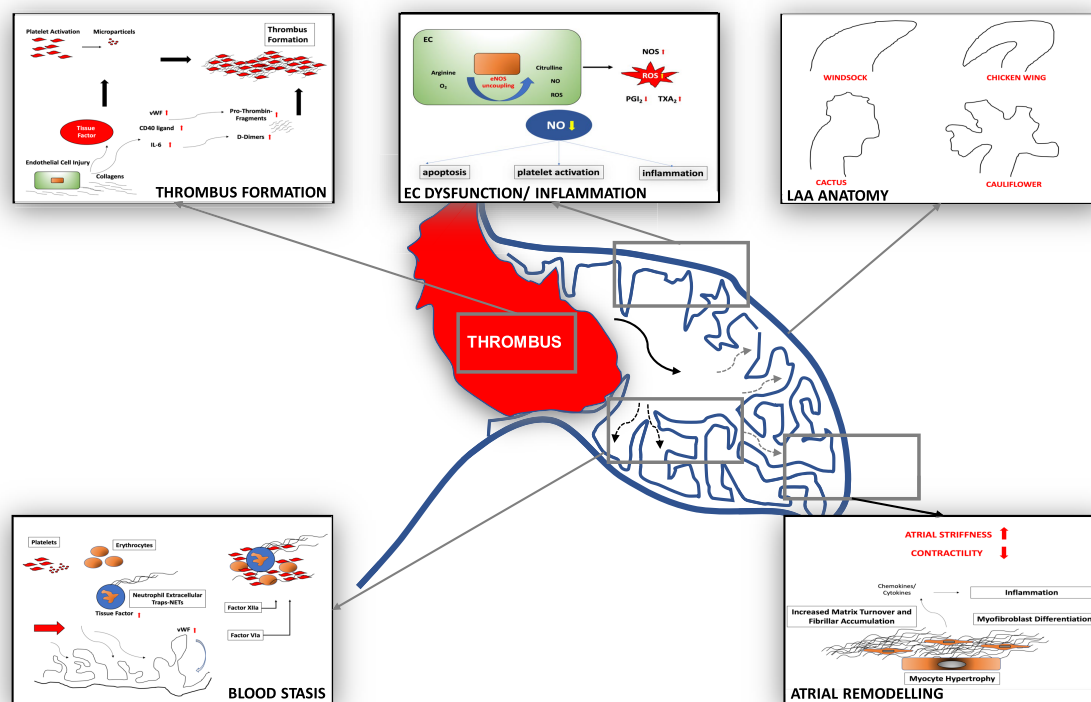 Platelet Activation
Microparticels
Thrombus
Formation
Tissue
Factor
vWF
CD40 ligand
IL-6
Pro-Thrombin-
Fragments
D-Dimers
Endothelial Cell Injury
Collagens
THROMBUS FORMATION
EC
Arginine
O2
eNOS
uncoupling
Citrulline
NO
ROS
NOS
ROS
PGI2 TXA2
NO
apoptosis
platelet activation
inflammation
EC DYSFUNCTION/ INFLAMMATION
WINDSOCK
CHICKEN WING
CACTUS
CAULIFLOWER
LAA ANATOMY
THROMBUS
Platelets
Erythrocytes
Neutrophil Extracellular
Traps-NETs
Tissue Factor
vWF
Factor XIIa
Factor VIa
BLOOD STASIS
ATRIAL STRIFFNESS
CONTRACTILITY
Chemokines/
Cytokines
Inflammation
Increased Matrix Turnover and
Fibrillar Accumulation
Myofibroblast Differentiation
Myocyte Hypertrophy
ATRIAL REMODELLING